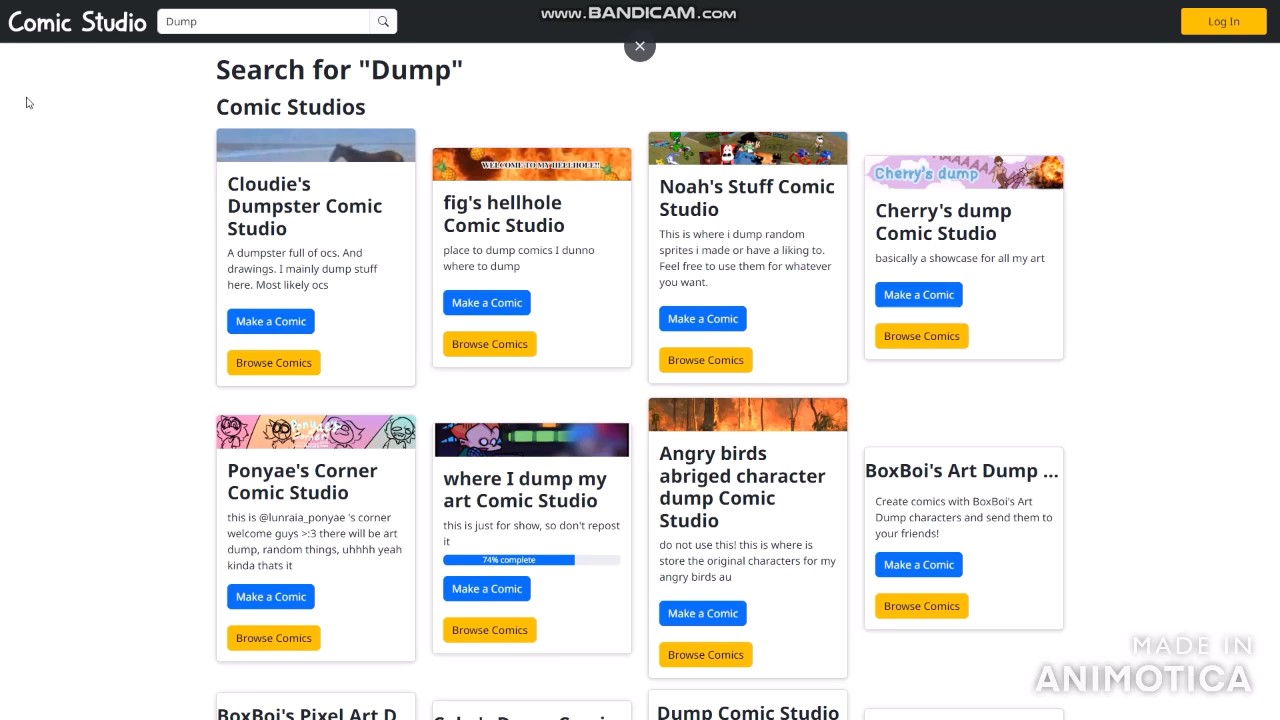 Comic Studio
Dump
www.BANDICAM.com
Log In
Search for "Dump"
Comic Studios
Cloudie's
Dumpster Comic
Studio
A dumpster full of ocs. And
drawings. I mainly dump stuff
here. Most likely ocs
Make a Comic
Browse Comics
WELCOME TO MY HELLHOLE!!
fig's hellhole
Comic Studio
place to dump comics I dunno
where to dump
Make a Comic
Browse Comics
Noah's Stuff Comic
Studio
This is where i dump random
sprites i made or have a liking to.
Feel free to use them for whatever
you want.
Make a Comic
Browse Comics
Cherry's dump
Cherry's dump
Comic Studio
basically a showcase for all my art
Make a Comic
Browse Comics
Ponyae's
Corner
Ponyae's Corner
Comic Studio
this is @lunraia_ponyae 's corner
welcome guys >:3 there will be art
dump, random things, uhhhh yeah
kinda thats it
Make a Comic
Browse Comics
where I dump my
art Comic Studio
this is just for show, so don't repost
it
74% complete
Make a Comic
Browse Comics
Angry birds
abriged character
dump Comic
Studio
do not use this! this is where is
store the original characters for my
angry birds au
Make a Comic
Browse Comics
BoxBoi's Art Dump ...
Create comics with BoxBoi's Art
Dump characters and send them to
your friends!
Make a Comic
Browse Comics
BoxBoi's Pixel Art D
Dump Comic Studio
MADE IN
ANIMOTICA